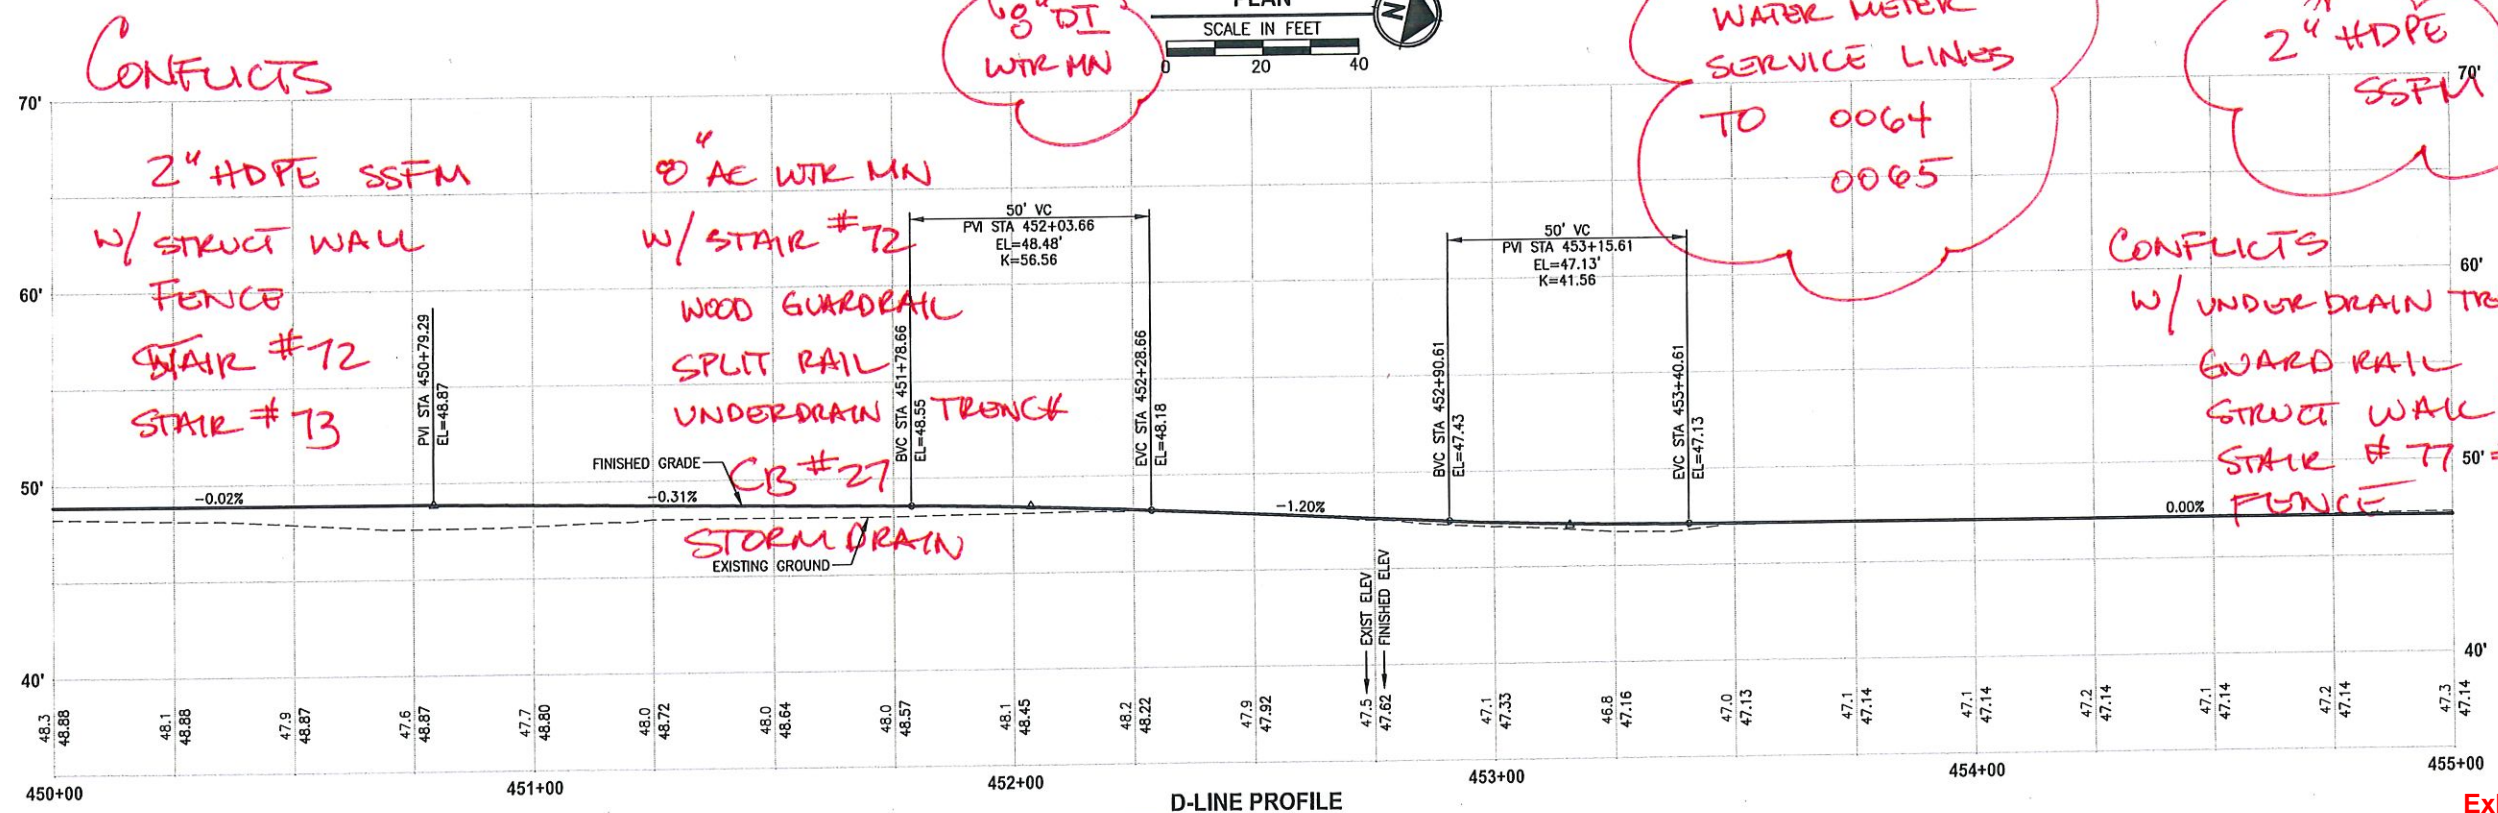 PLAN
SCALE IN FEET
0 20 40
DI
WTR MN
WATER METER
SERVICE LINES
TO 0064
0065
2" HDPE
SSFM
CONFLICTS
2" HDPE SSFM
W/ STRUCT WALL
FENCE
STAIR #72
STAIR #73
8" AC WTR MN
W/ STAIR #72
WOOD GUARDRAIL
SPLIT RAIL
UNDERDRAIN TRENCH
CB #27
STORM DRAIN
CONFLICTS
W/ UNDERDRAIN
GUARD RAIL
STRUCT WALL
STAIR #77
FENCE
70'
60'
50'
40'
70'
60'
50'
40'
PVI STA 450+79.29
EL=48.87
50' VC
PVI STA 452+03.66
EL=48.48'
K=56.56
BVC STA 451+78.66
EL=48.55
EVC STA 452+28.66
EL=48.18
50' VC
PVI STA 453+15.61
EL=47.13'
K=41.56
BVC STA 452+90.61
EL=47.43
EVC STA 453+40.61
EL=47.13
FINISHED GRADE
EXISTING GROUND
-0.02%
-0.31%
-1.20%
0.00%
EXIST ELEV
FINISHED ELEV
48.3
48.88
48.1
48.88
47.9
48.87
47.6
48.87
47.7
48.80
48.0
48.72
48.0
48.64
48.0
48.57
48.1
48.45
48.2
48.22
47.9
47.92
47.5
47.62
47.1
47.33
46.8
47.16
47.0
47.13
47.1
47.14
47.1
47.14
47.2
47.14
47.1
47.14
47.2
47.14
47.3
47.14
450+00 451+00 452+00 453+00 454+00 455+00
D-LINE PROFILE